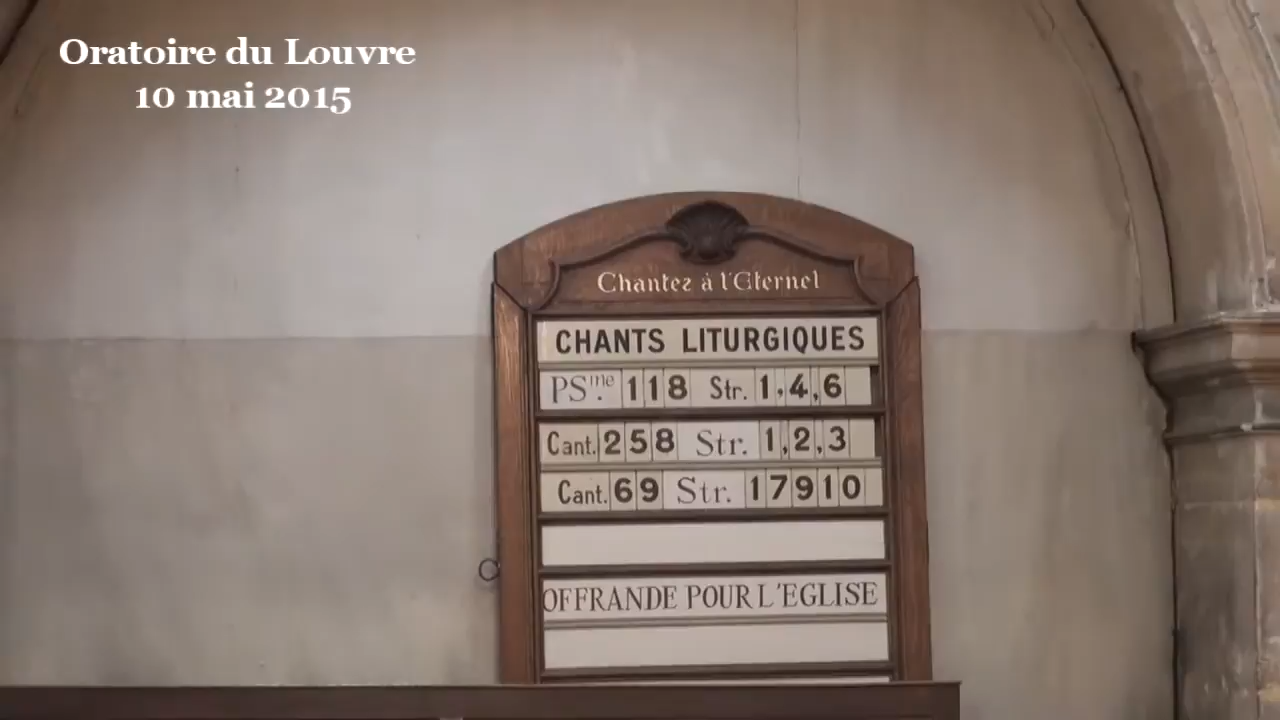 Oratoire du Louvre
10 mai 2015
Chantez à l'Eternel
CHANTS LITURGIQUES
PS.me 118 Str. 1,4,6
Cant. 258 Str. 1,2,3
Cant. 69 Str. 17910
OFFRANDE POUR L'EGLISE